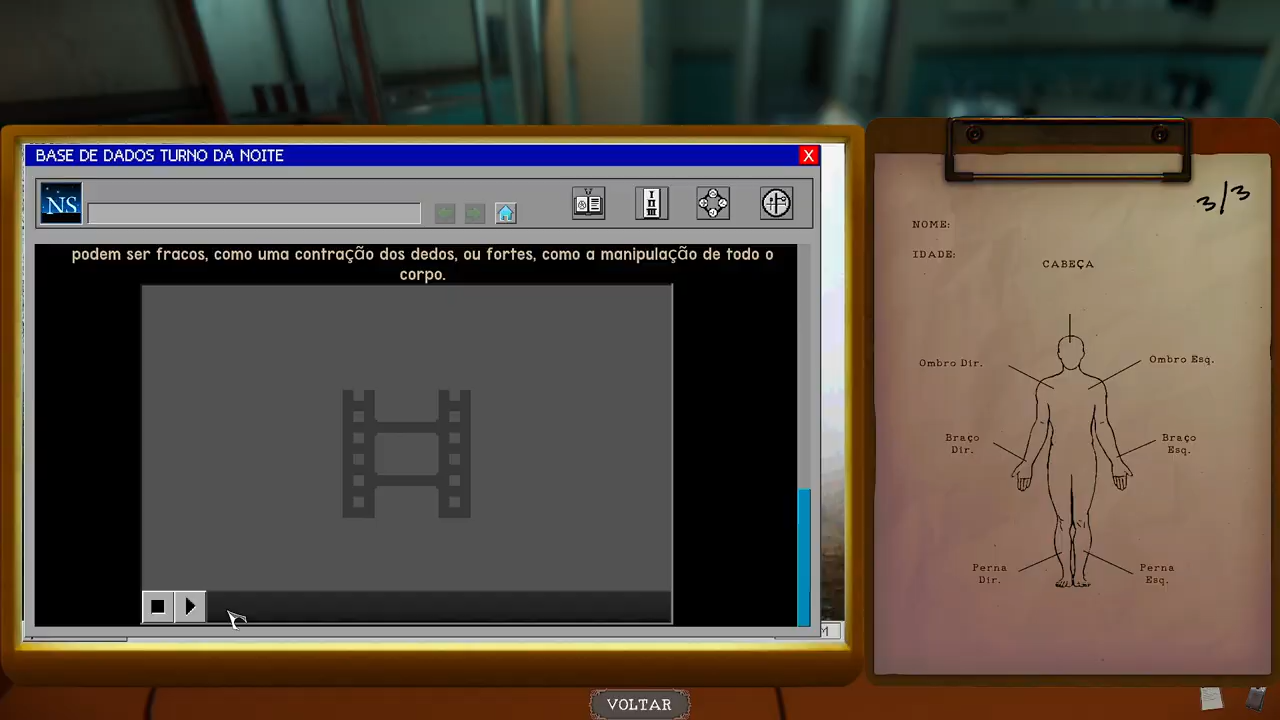 BASE DE DADOS TURNO DA NOITE
X
NS
I
II
III
podem ser fracos, como uma contração dos dedos, ou fortes, como a manipulação de todo o
corpo.
3/3
NOME:
IDADE:
CABEÇA
Ombro Dir.
Ombro Esq.
Braço
Dir.
Braço
Esq.
Perna
Dir.
Perna
Esq.
VOLTAR